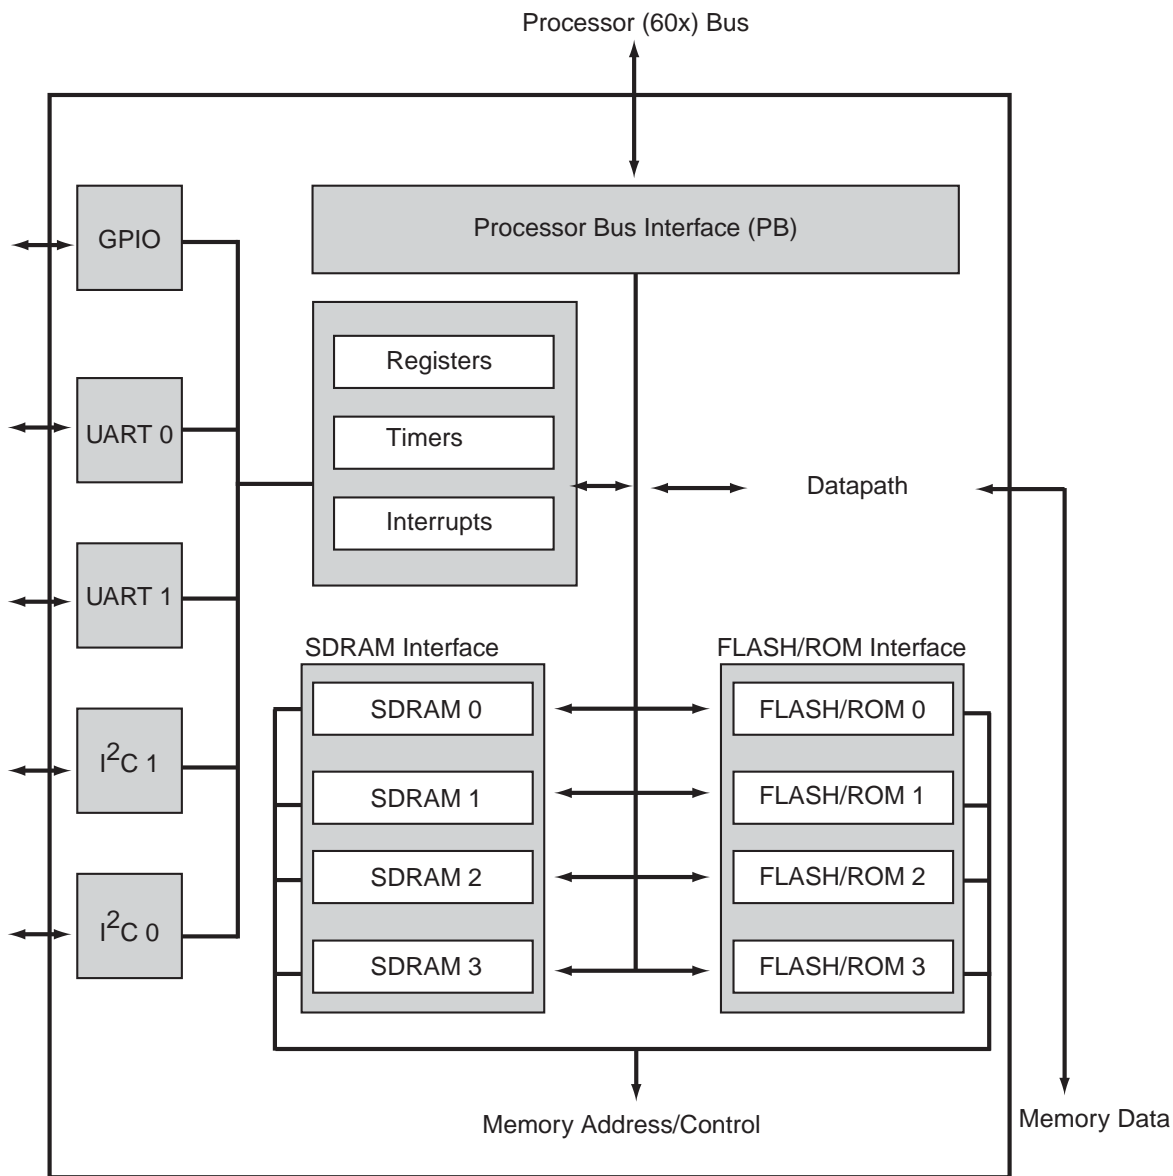 Processor (60x) Bus
GPIO
Processor Bus Interface (PB)
Registers
UART 0
Timers
Datapath
Interrupts
UART 1
SDRAM Interface
FLASH/ROM Interface
SDRAM 0
FLASH/ROM 0
I²C 1
SDRAM 1
FLASH/ROM 1
SDRAM 2
FLASH/ROM 2
I²C 0
SDRAM 3
FLASH/ROM 3
Memory Address/Control
Memory Data